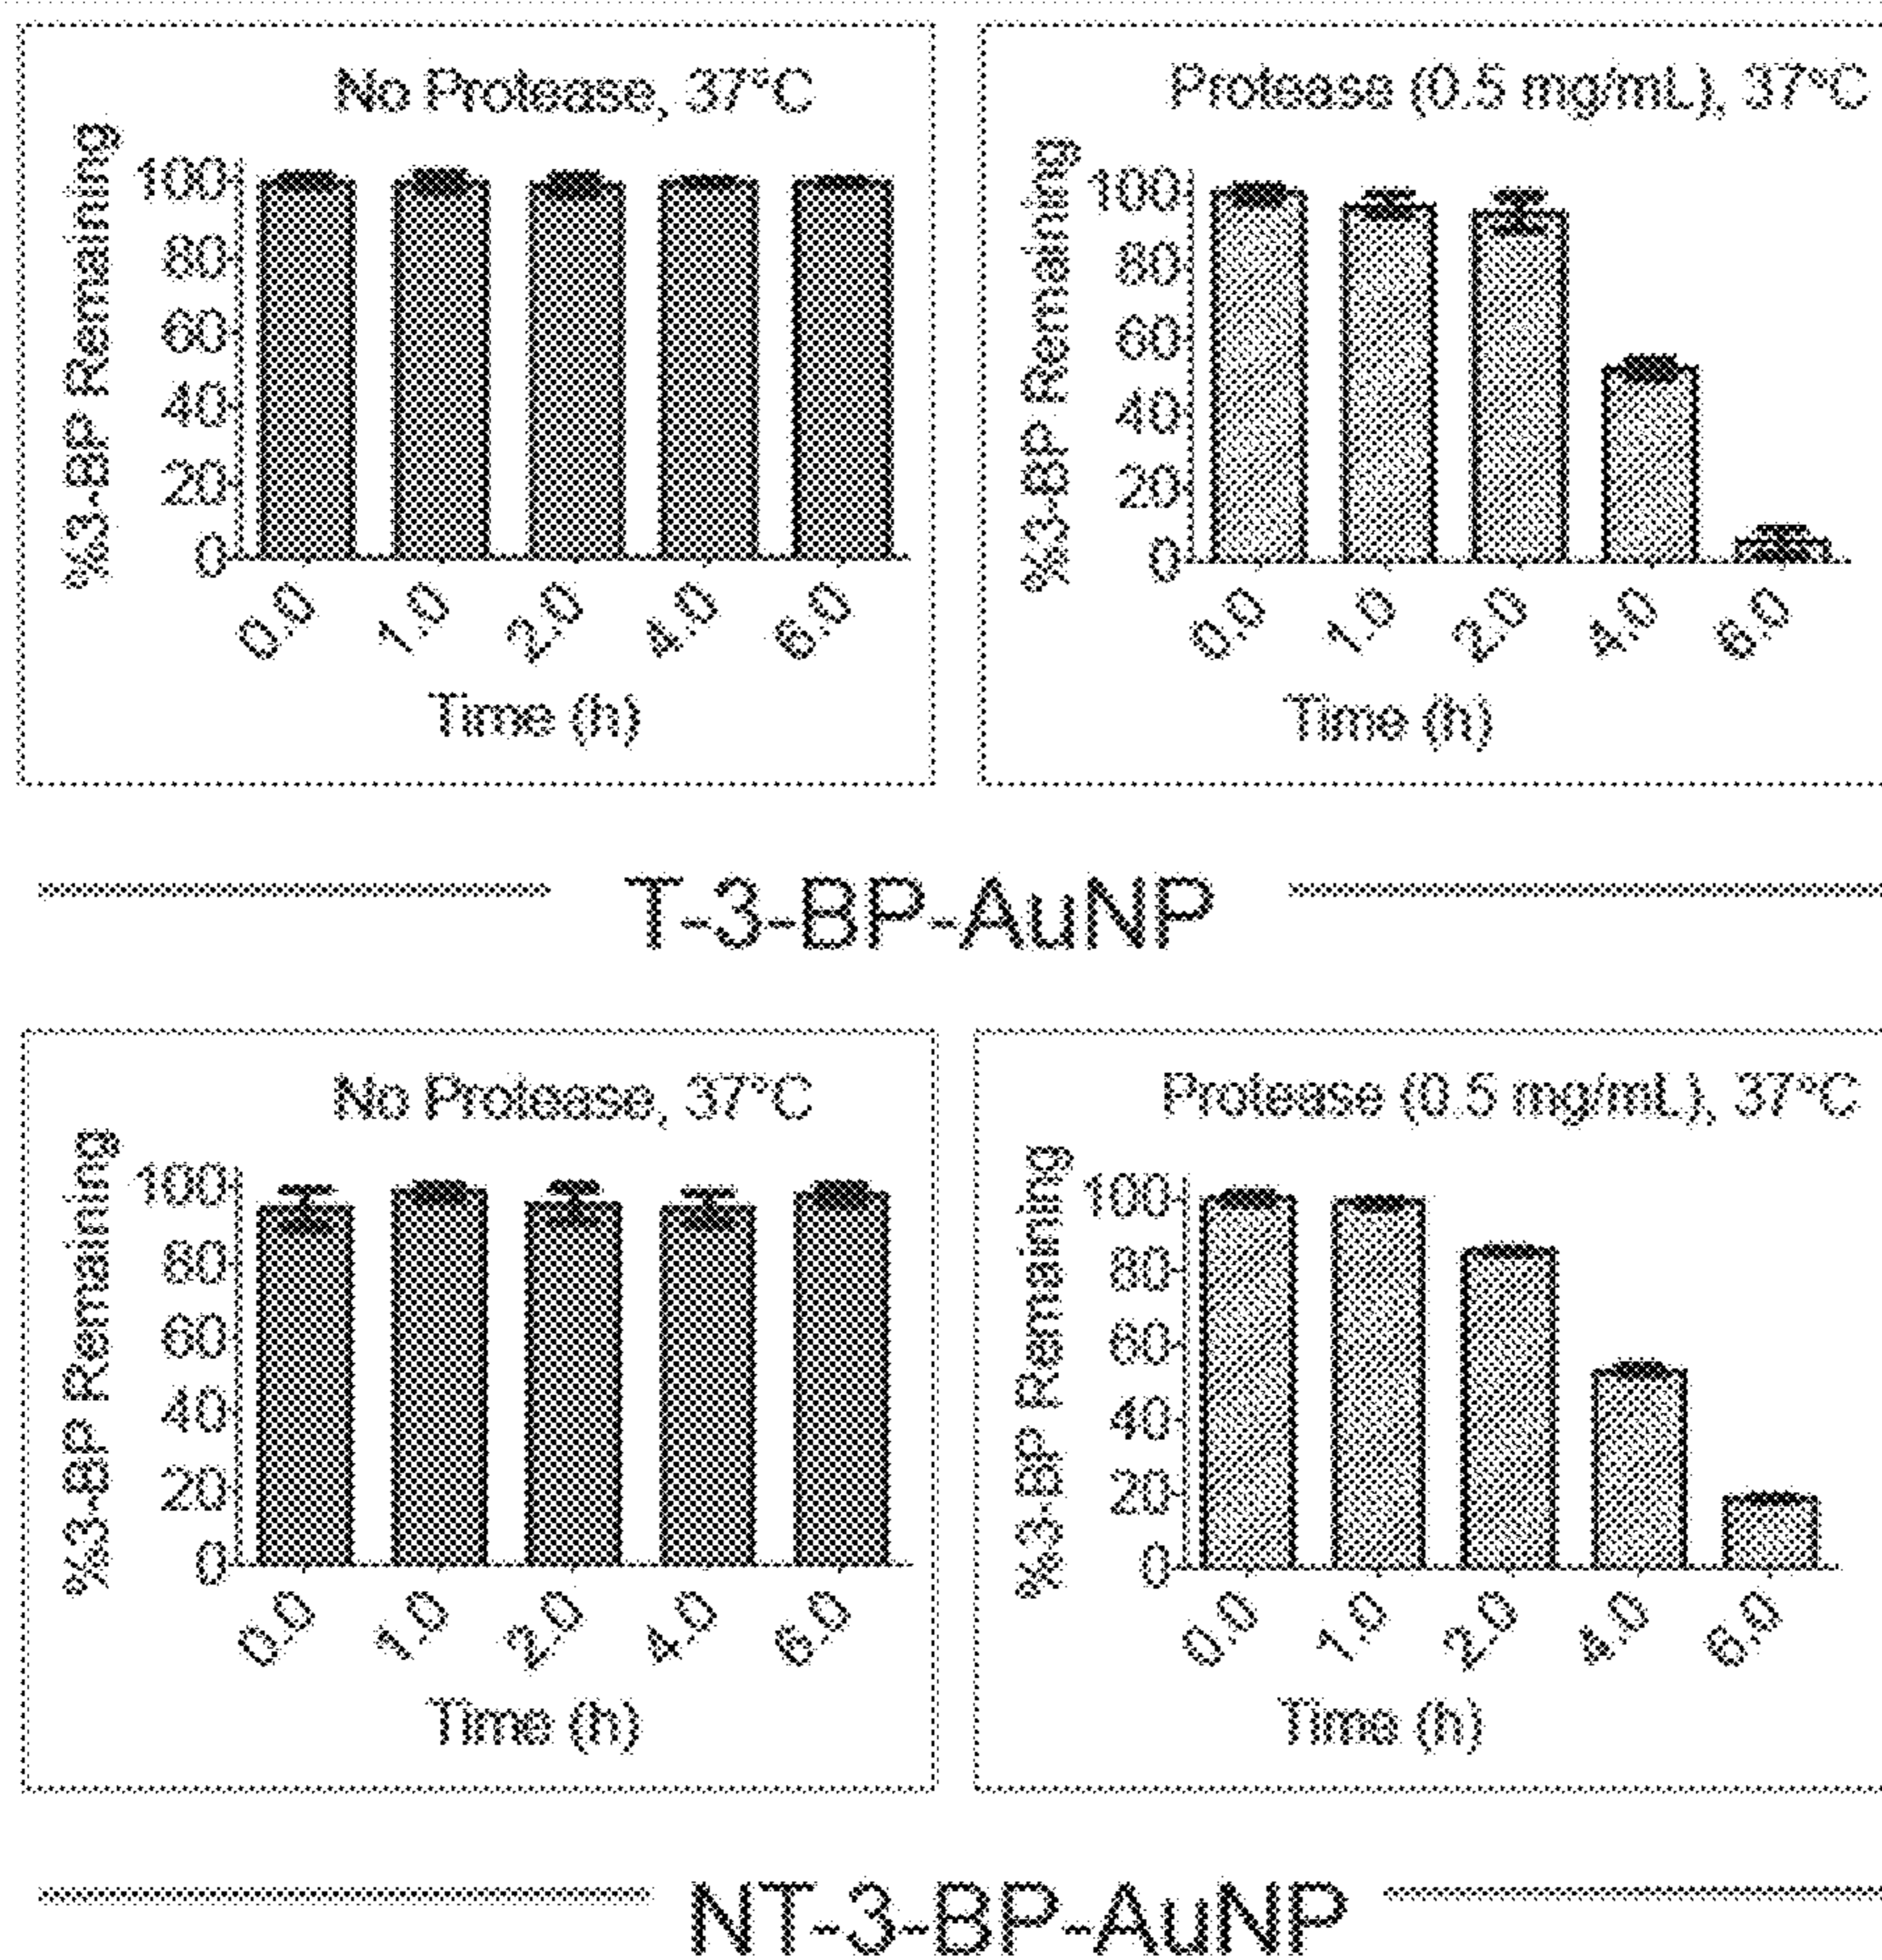 No Protease, 37°C
%3-BP Remaining
100
80
60
40
20
0
0.0 1.0 2.0 4.0 6.0
Time (h)
Protease (0.5 mg/mL), 37°C
%3-BP Remaining
100
80
60
40
20
0
0.0 1.0 2.0 4.0 6.0
Time (h)
T-3-BP-AuNP
No Protease, 37°C
%3-BP Remaining
100
80
60
40
20
0
0.0 1.0 2.0 4.0 6.0
Time (h)
Protease (0.5 mg/mL), 37°C
%3-BP Remaining
100
80
60
40
20
0
0.0 1.0 2.0 4.0 6.0
Time (h)
NT-3-BP-AuNP